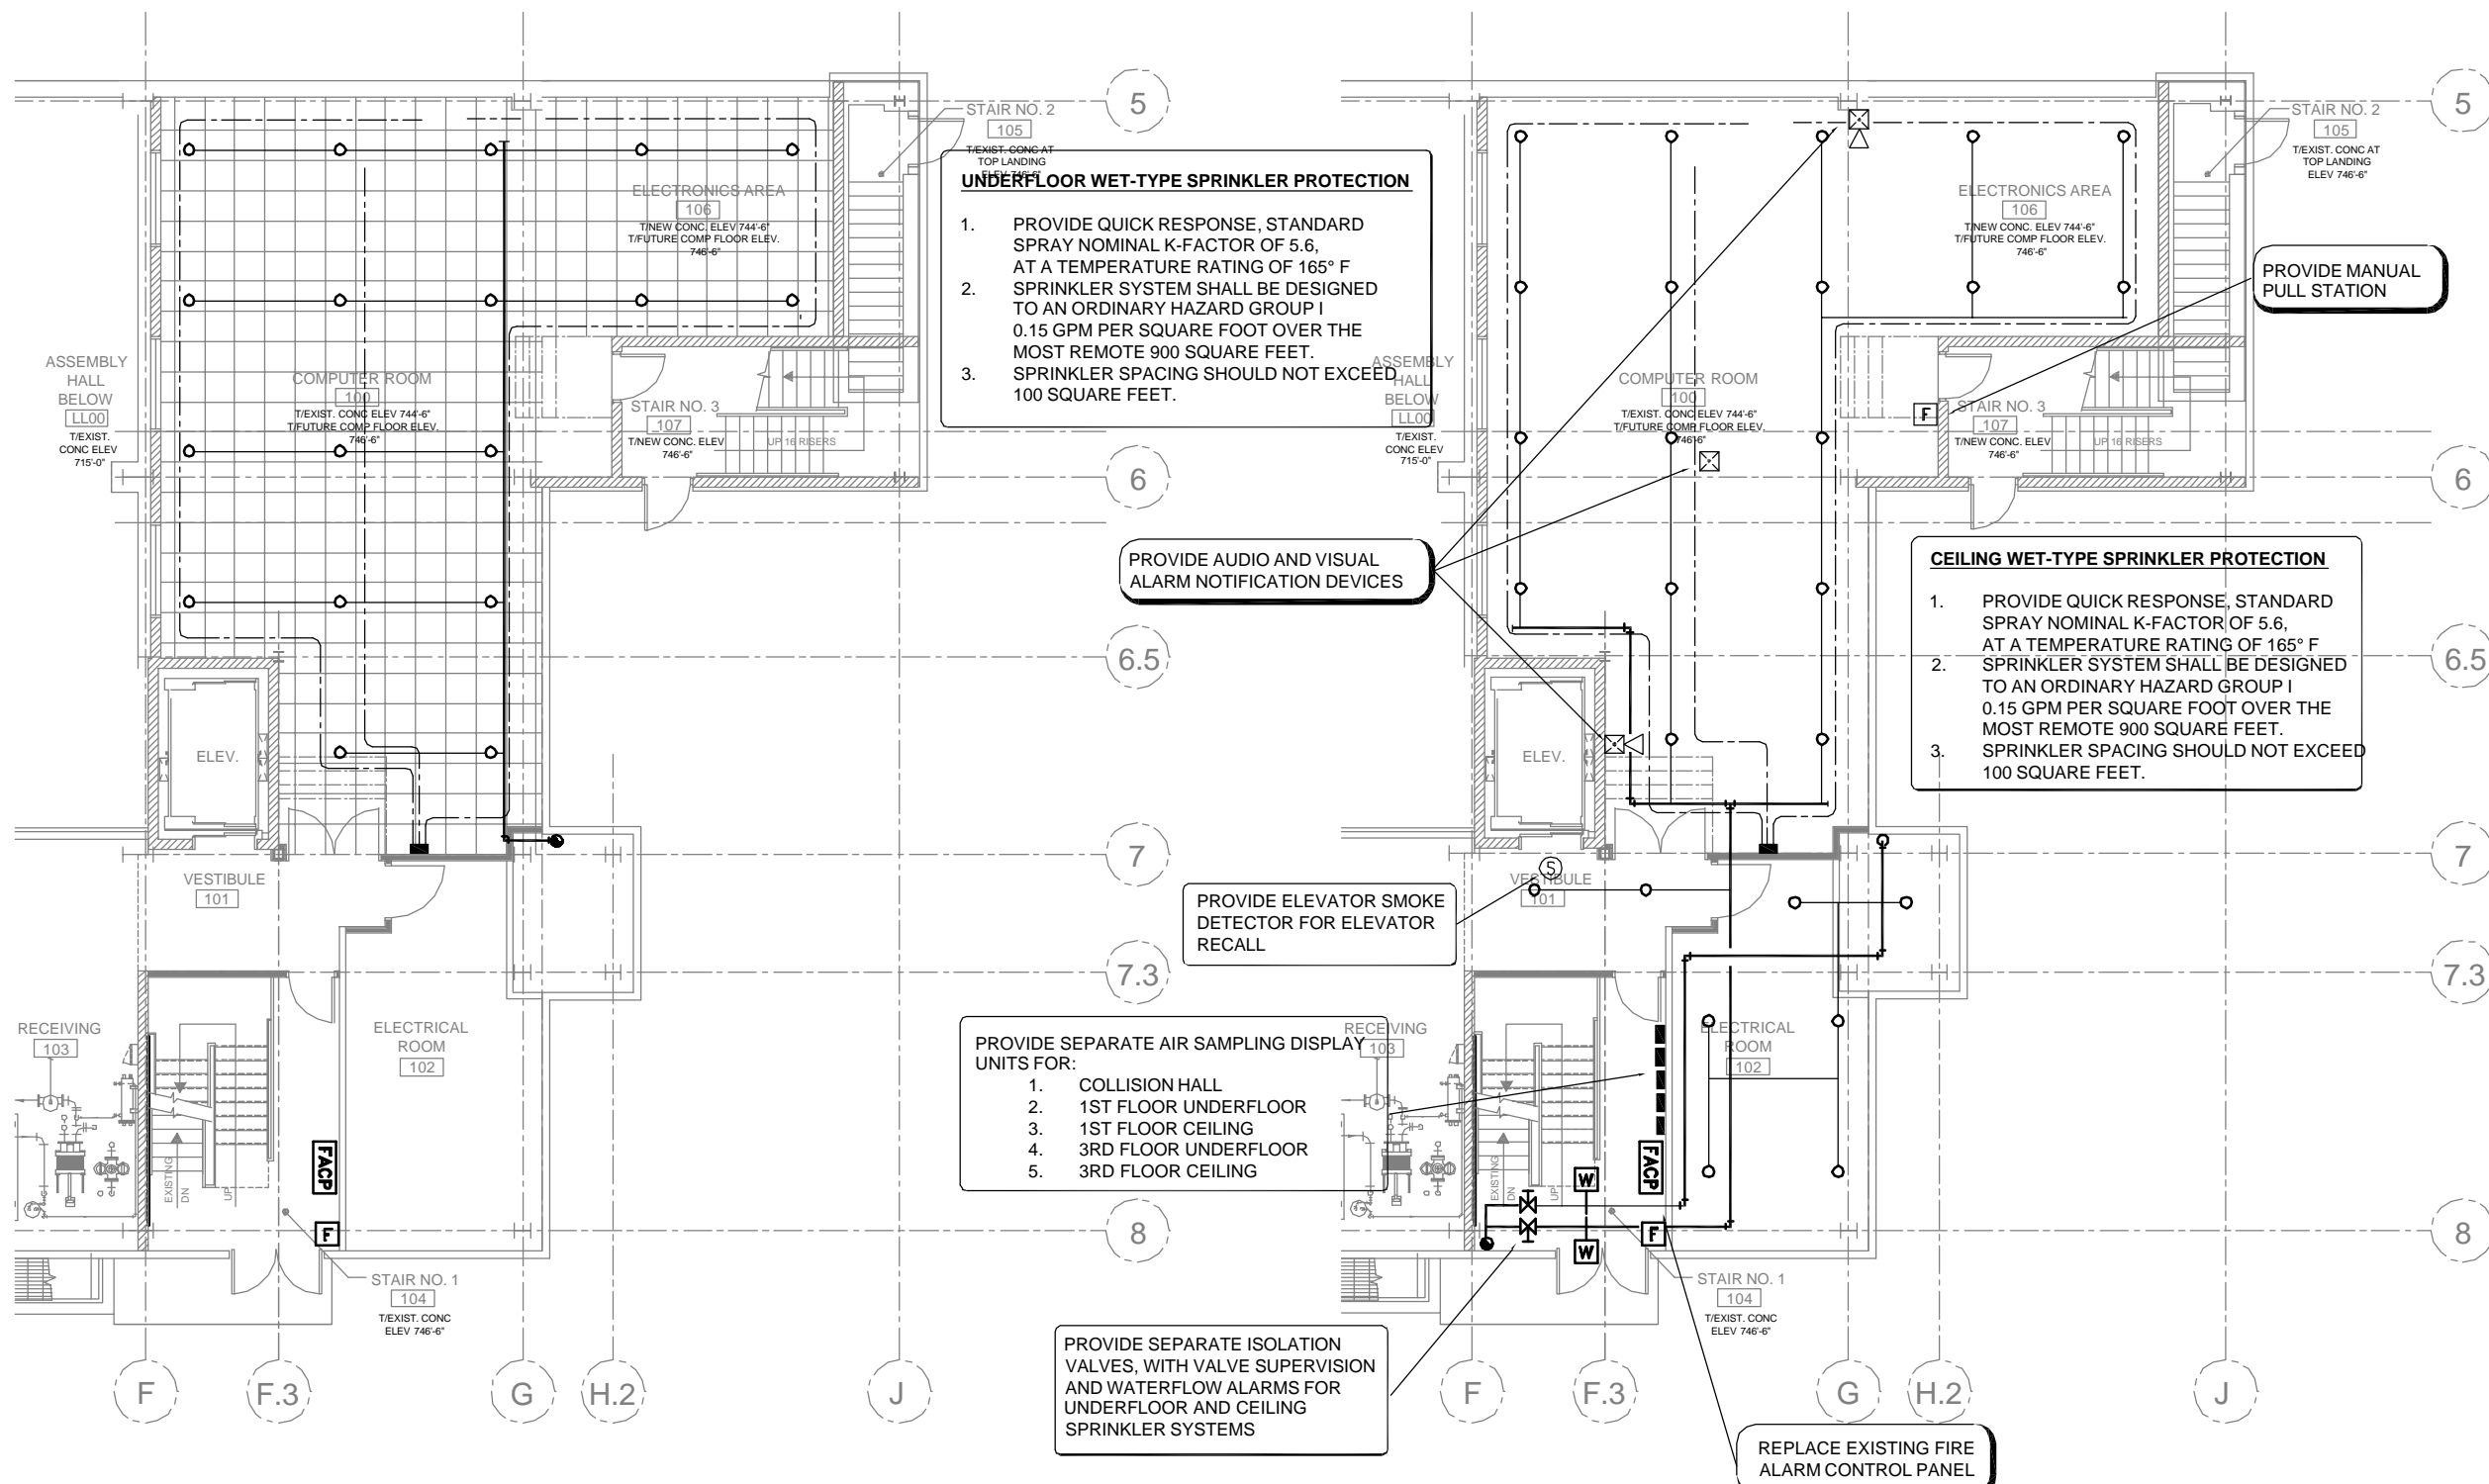 5
STAIR NO. 2
105
T/EXIST. CONC AT
TOP LANDING
ELEV 746'-6"
ELECTRONICS AREA
106
T/NEW CONC. ELEV 744'-6"
T/FUTURE COMP FLOOR ELEV.
746'-6"
ASSEMBLY
HALL
BELOW
LL00
T/EXIST.
CONC ELEV
715'-0"
COMPUTER ROOM
100
T/EXIST. CONC ELEV 744'-6"
T/FUTURE COMP FLOOR ELEV.
746'-6"
STAIR NO. 3
107
T/NEW CONC. ELEV
746'-6"
UP 16 RISERS
6
6.5
ELEV.
7
VESTIBULE
101
7.3
RECEIVING
103
ELECTRICAL
ROOM
102
EXISTING
DN
UP
FACP
F
8
STAIR NO. 1
104
T/EXIST. CONC
ELEV 746'-6"
F
F.3
G
H.2
J
UNDERFLOOR WET-TYPE SPRINKLER PROTECTION
1. PROVIDE QUICK RESPONSE, STANDARD
SPRAY NOMINAL K-FACTOR OF 5.6,
AT A TEMPERATURE RATING OF 165° F
2. SPRINKLER SYSTEM SHALL BE DESIGNED
TO AN ORDINARY HAZARD GROUP I
0.15 GPM PER SQUARE FOOT OVER THE
MOST REMOTE 900 SQUARE FEET.
3. SPRINKLER SPACING SHOULD NOT EXCEED
100 SQUARE FEET.
PROVIDE AUDIO AND VISUAL
ALARM NOTIFICATION DEVICES
PROVIDE ELEVATOR SMOKE
DETECTOR FOR ELEVATOR
RECALL
PROVIDE SEPARATE AIR SAMPLING DISPLAY
UNITS FOR:
1. COLLISION HALL
2. 1ST FLOOR UNDERFLOOR
3. 1ST FLOOR CEILING
4. 3RD FLOOR UNDERFLOOR
5. 3RD FLOOR CEILING
PROVIDE SEPARATE ISOLATION
VALVES, WITH VALVE SUPERVISION
AND WATERFLOW ALARMS FOR
UNDERFLOOR AND CEILING
SPRINKLER SYSTEMS
5
STAIR NO. 2
105
T/EXIST. CONC AT
TOP LANDING
ELEV 746'-6"
ELECTRONICS AREA
106
T/NEW CONC. ELEV 744'-6"
T/FUTURE COMP FLOOR ELEV.
746'-6"
PROVIDE MANUAL
PULL STATION
ASSEMBLY
HALL
BELOW
LL00
T/EXIST.
CONC ELEV
715'-0"
COMPUTER ROOM
100
T/EXIST. CONC ELEV 744'-6"
T/FUTURE COMP FLOOR ELEV.
746'-6"
F
STAIR NO. 3
107
T/NEW CONC. ELEV
746'-6"
UP 16 RISERS
6
CEILING WET-TYPE SPRINKLER PROTECTION
1. PROVIDE QUICK RESPONSE, STANDARD
SPRAY NOMINAL K-FACTOR OF 5.6,
AT A TEMPERATURE RATING OF 165° F
2. SPRINKLER SYSTEM SHALL BE DESIGNED
TO AN ORDINARY HAZARD GROUP I
0.15 GPM PER SQUARE FOOT OVER THE
MOST REMOTE 900 SQUARE FEET.
3. SPRINKLER SPACING SHOULD NOT EXCEED
100 SQUARE FEET.
6.5
ELEV.
7
S
VESTIBULE
101
7.3
RECEIVING
103
ELECTRICAL
ROOM
102
EXISTING
DN
UP
FACP
W
W
F
8
STAIR NO. 1
104
T/EXIST. CONC
ELEV 746'-6"
F
F.3
G
H.2
J
REPLACE EXISTING FIRE
ALARM CONTROL PANEL